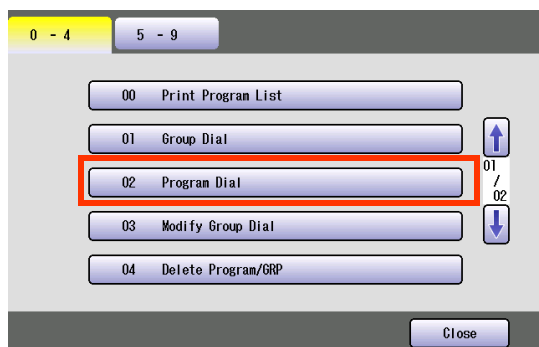 0 - 4
5 - 9
00 Print Program List
01 Group Dial
02 Program Dial
03 Modify Group Dial
04 Delete Program/GRP
01
/
02
Close